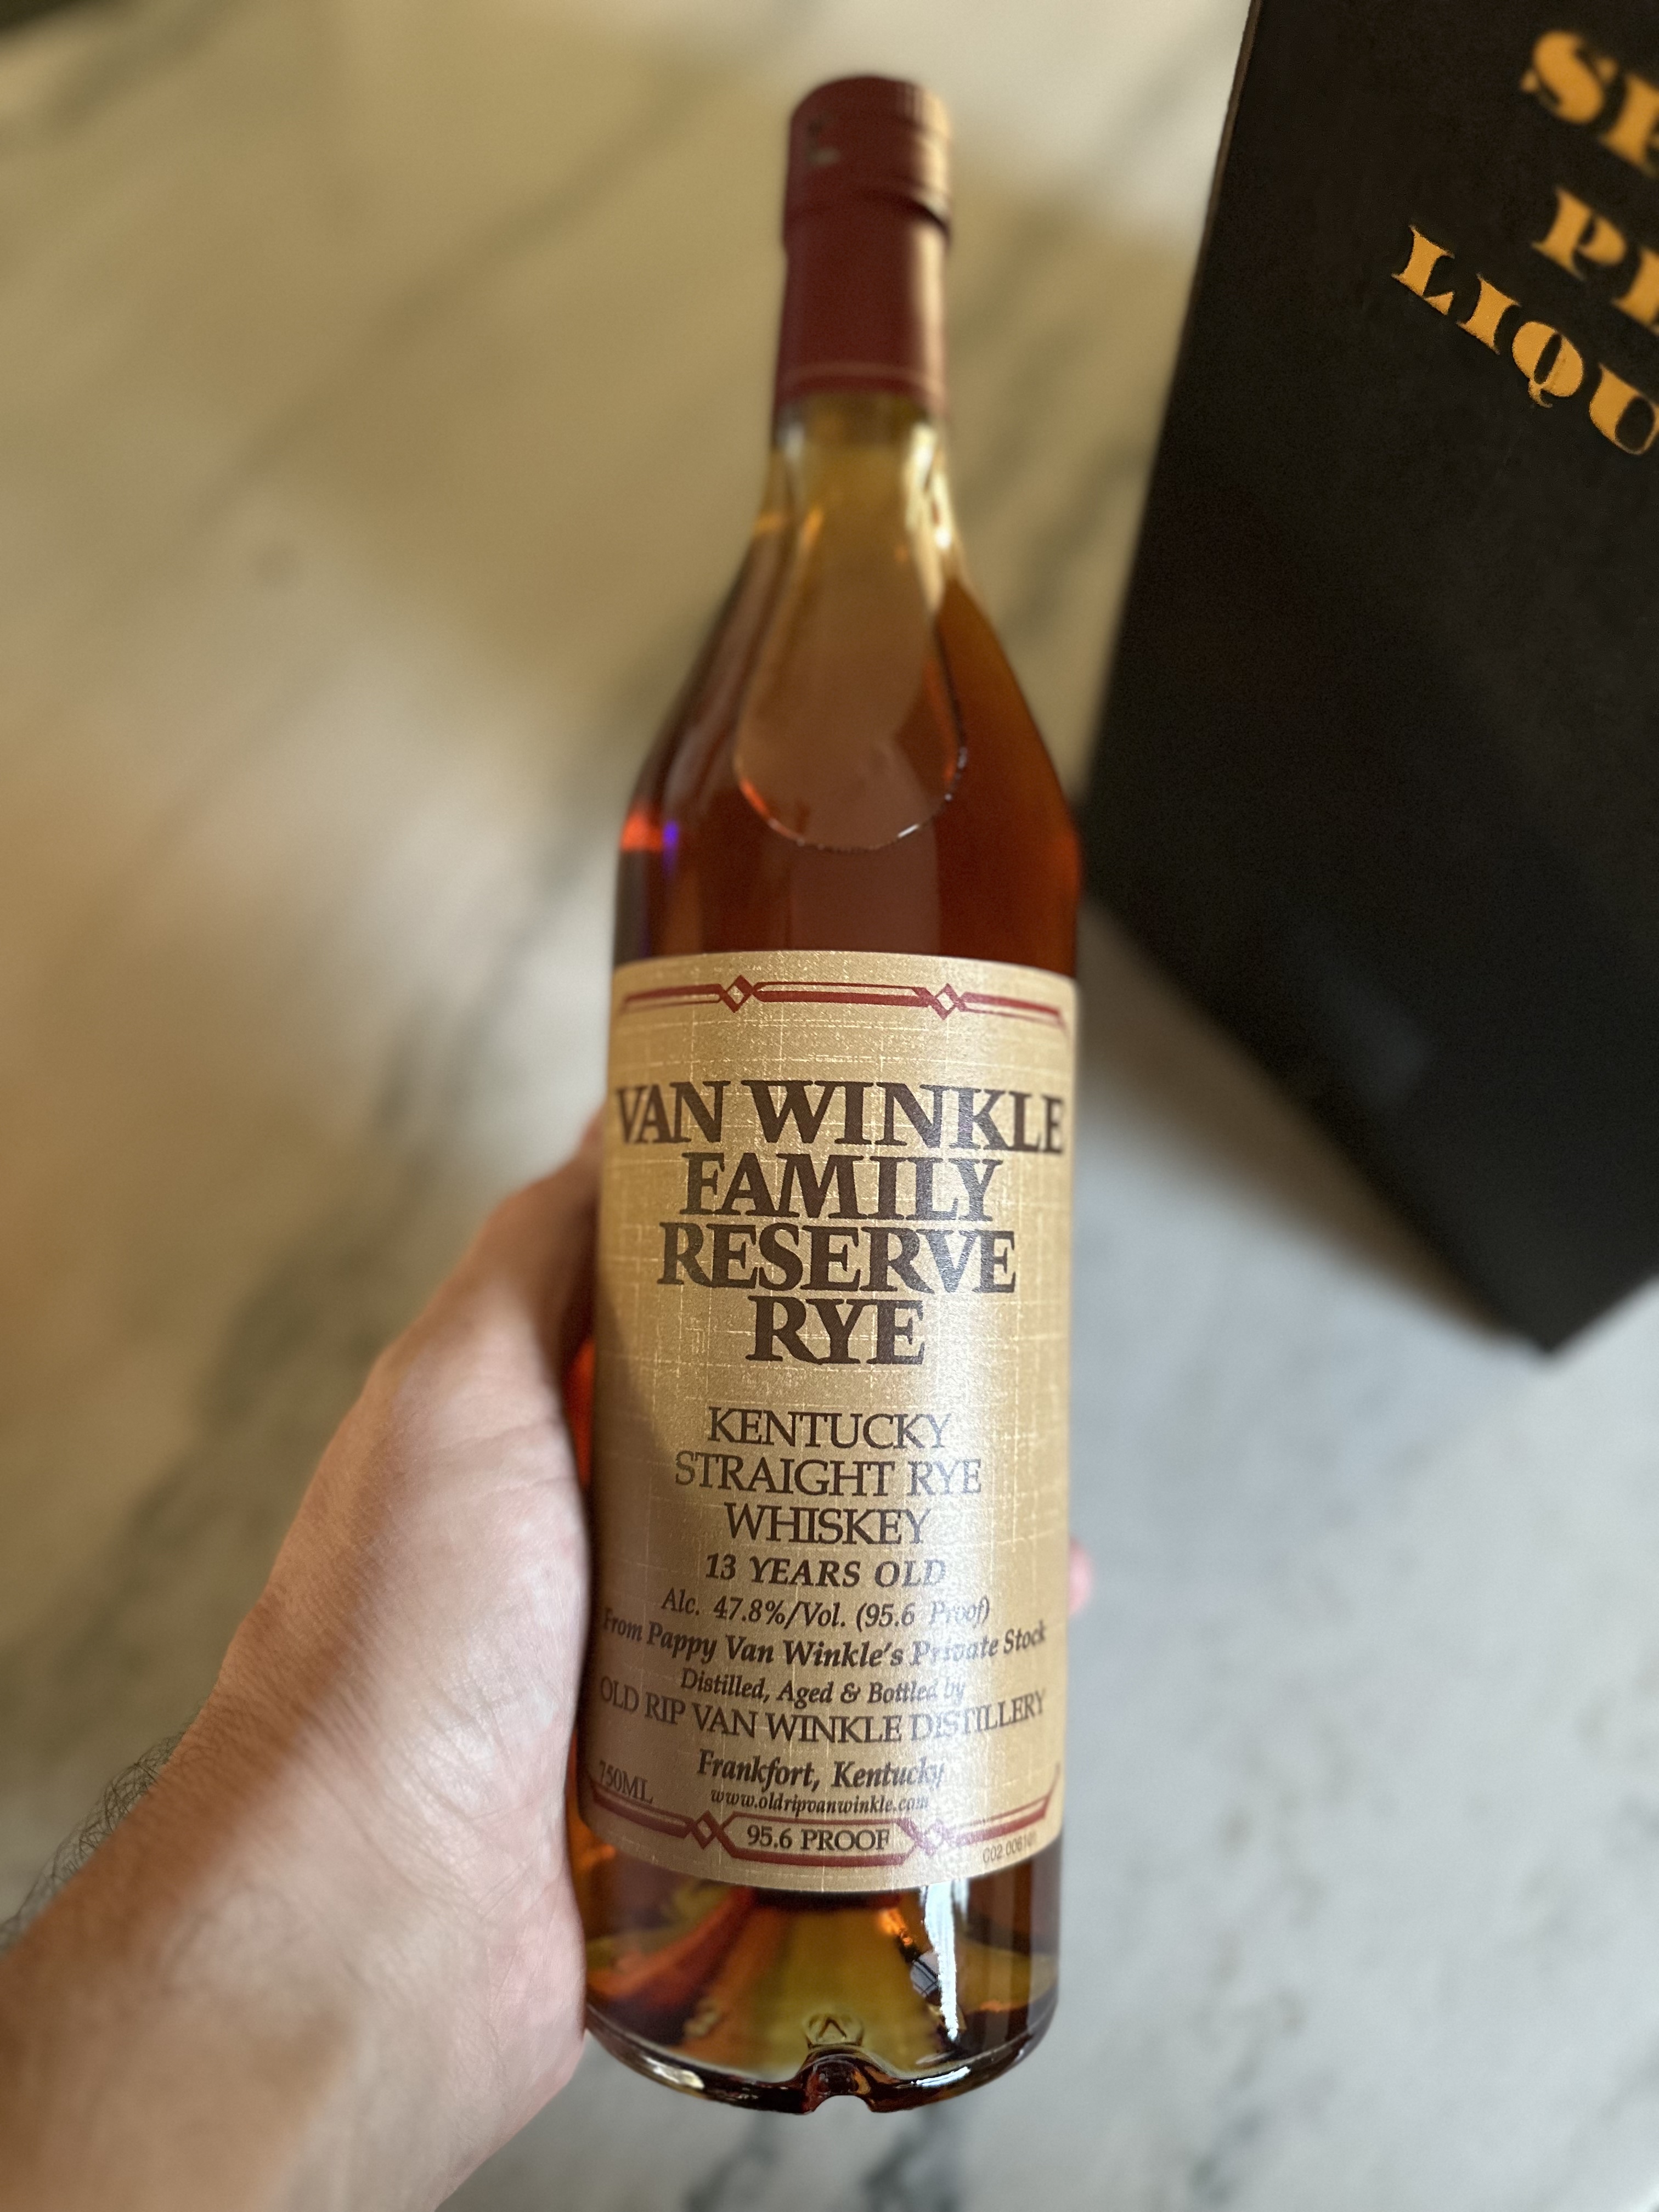 LIQU
VAN WINKLE
FAMILY
RESERVE
RYE
KENTUCKY
STRAIGHT RYE
WHISKEY
13 YEARS OLD
Alc. 47.8%/Vol. (95.6 Proof)
From Pappy Van Winkle's Private Stock
Distilled, Aged & Bottled by
OLD RIP VAN WINKLE DISTILLERY
Frankfort, Kentucky
750ML
www.oldripvanwinkle.com
95.6 PROOF